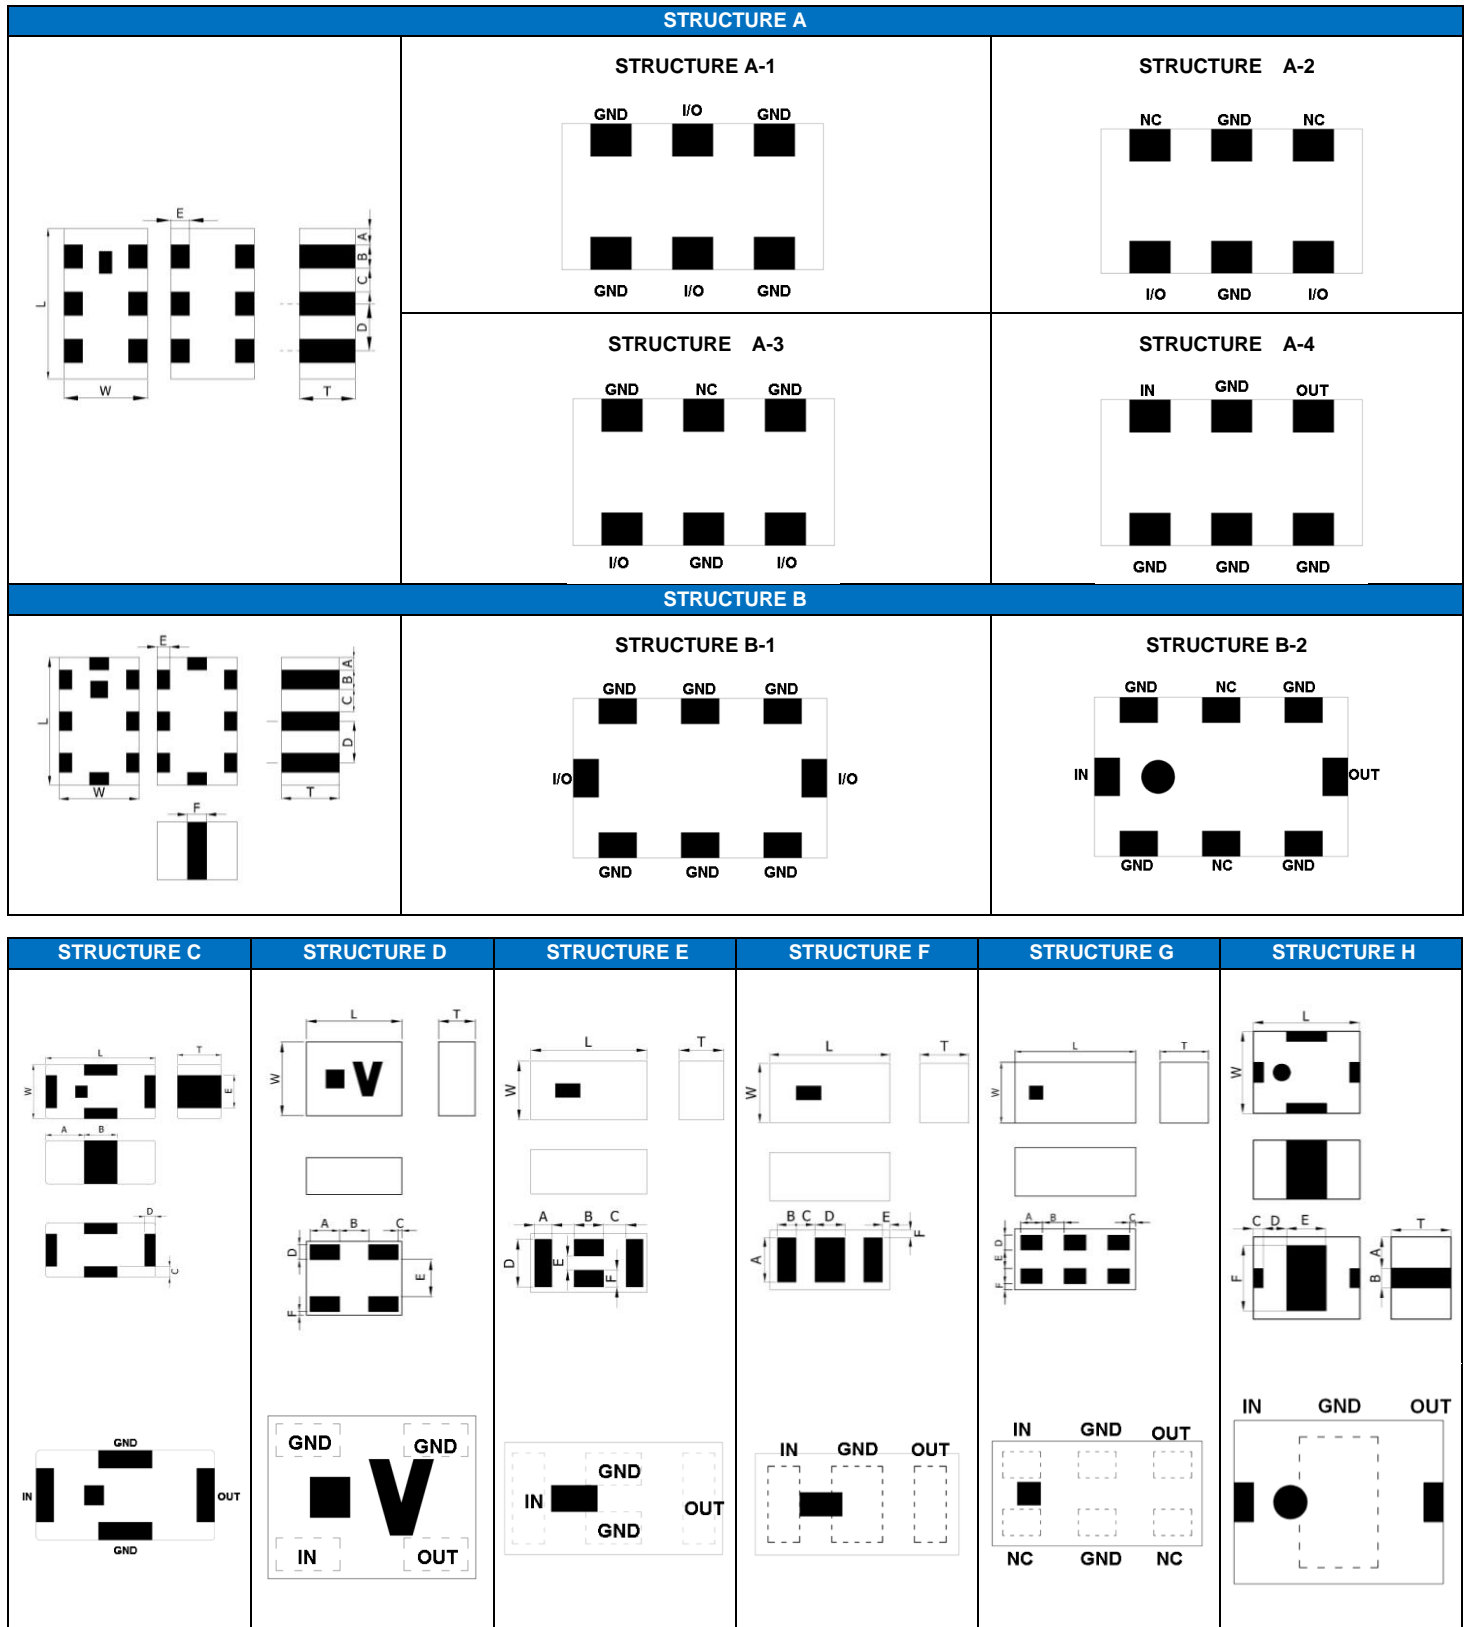 STRUCTURE A
STRUCTURE A-1
STRUCTURE A-2
GND I/O GND
NC GND NC
E
A
B
C
D
L
W
T
GND I/O GND
I/O GND I/O
STRUCTURE A-3
STRUCTURE A-4
GND NC GND
IN GND OUT
I/O GND I/O
GND GND GND
STRUCTURE B
STRUCTURE B-1
STRUCTURE B-2
E
A
B
C
D
L
W
T
F
GND GND GND
I/O I/O
GND GND GND
GND NC GND
IN OUT
GND NC GND
STRUCTURE C
STRUCTURE D
STRUCTURE E
STRUCTURE F
STRUCTURE G
STRUCTURE H
L T
W E
A B
D
C
GND
IN OUT
GND
L T
W
V
A B C
D E
F
GND GND
V
IN OUT
L T
W
A B C
D E F
GND
IN OUT
GND
L T
W
B C D E
A F
IN GND OUT
L T
W
A B C
D
E
F
IN GND OUT
NC GND NC
L
W
C D E T
F A
B
IN GND OUT